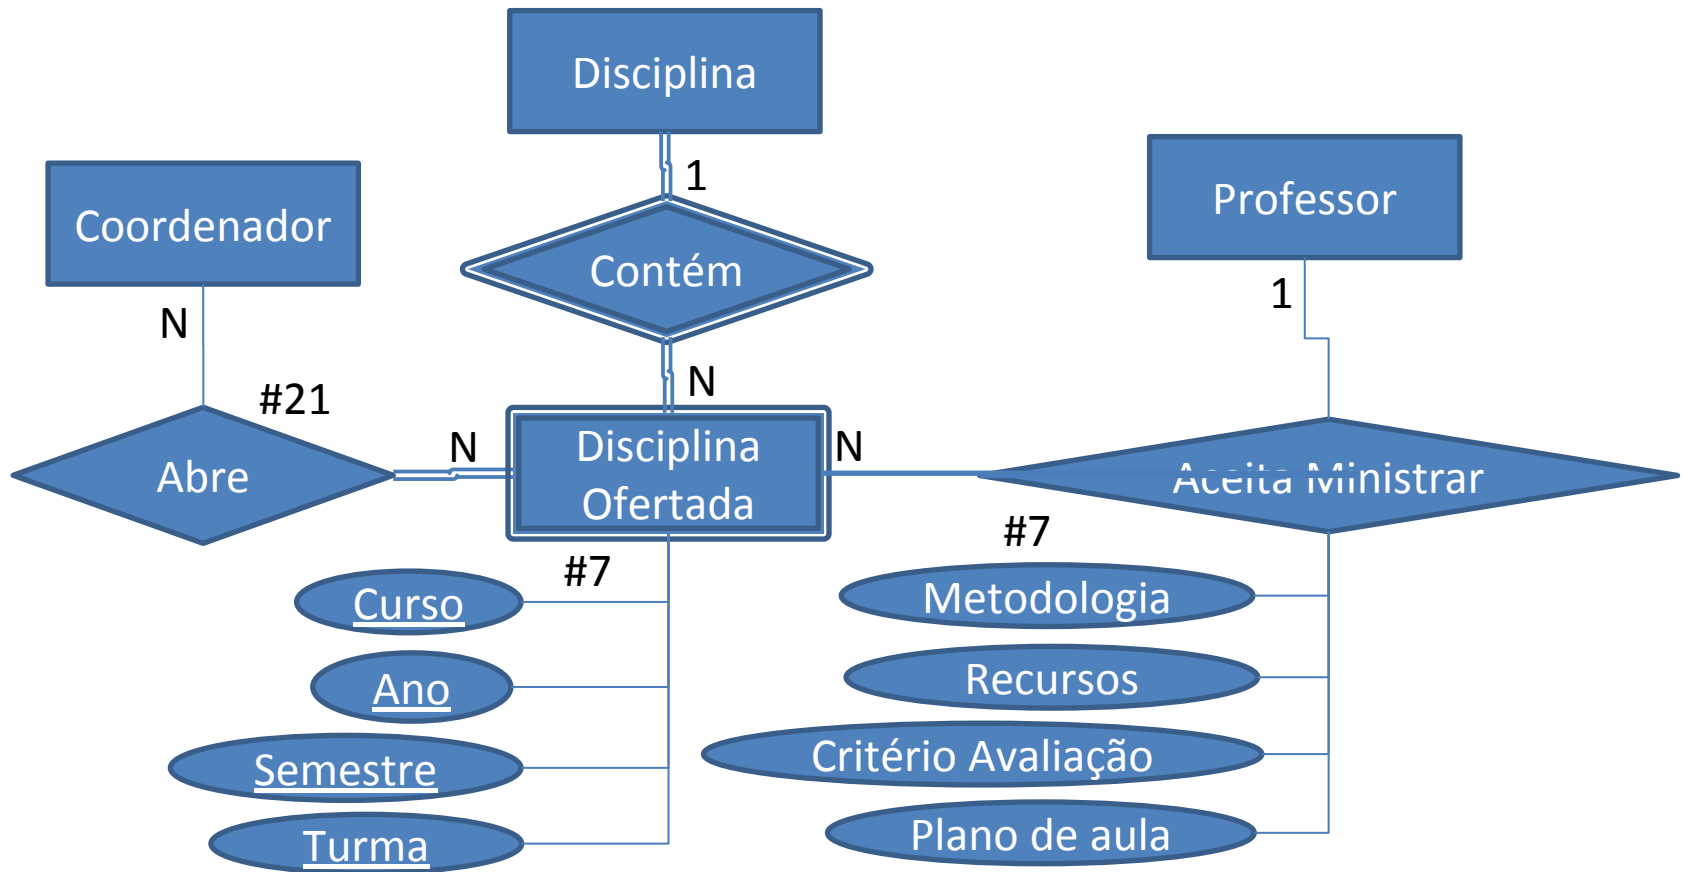 Disciplina
1
Coordenador
Professor
Contém
1
N
N
#21
N
Disciplina
Ofertada
N
Abre
Aceita Ministrar
#7
#7
Curso
Metodologia
Ano
Recursos
Semestre
Critério Avaliação
Turma
Plano de aula